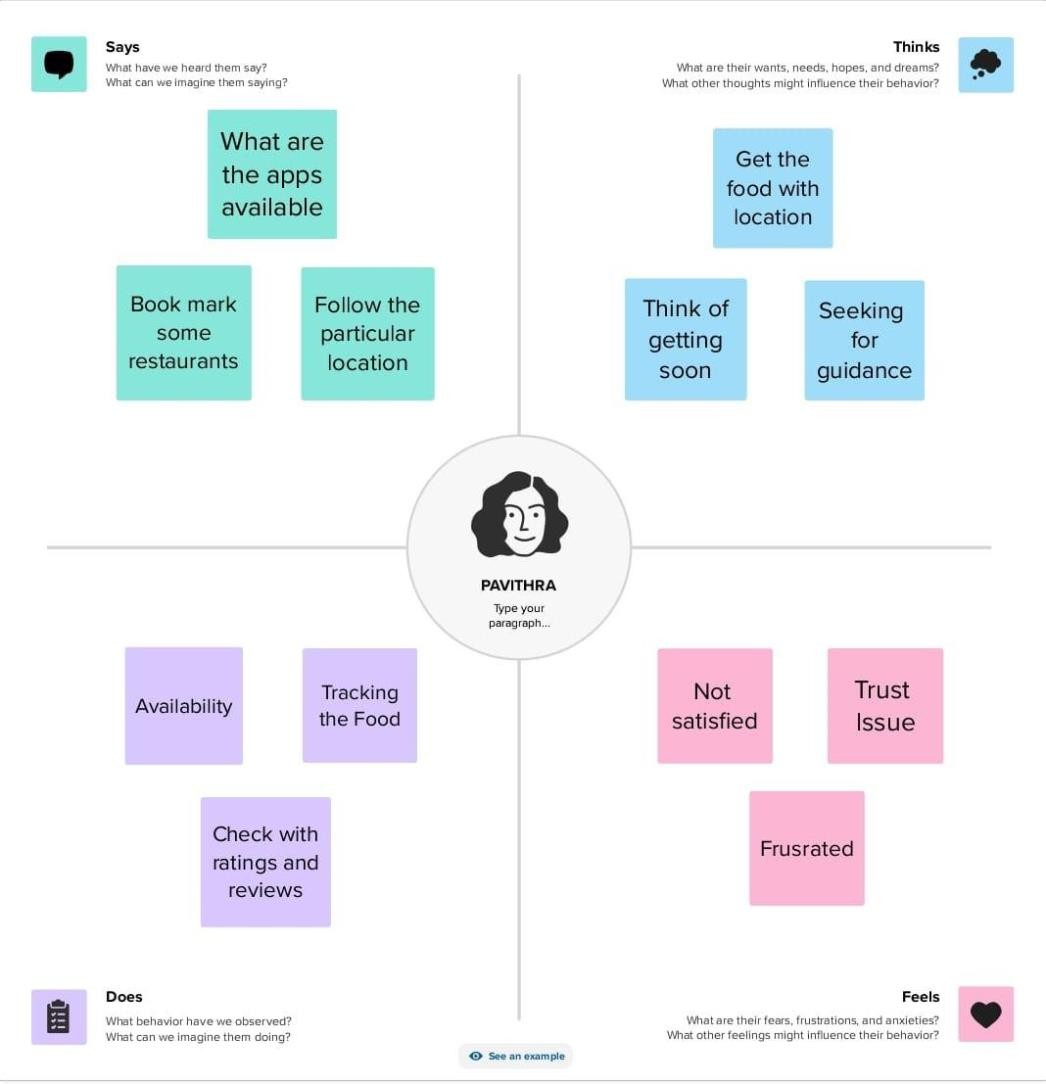 Says
What have we heard them say?
What can we imagine them saying?
What are
the apps
available
Book mark
some
restaurants
Follow the
particular
location
Thinks
What are their wants, needs, hopes, and dreams?
What other thoughts might influence their behavior?
Get the
food with
location
Think of
getting
soon
Seeking
for
guidance
PAVITHRA
Type your
paragraph...
Availability
Tracking
the Food
Check with
ratings and
reviews
Does
What behavior have we observed?
What can we imagine them doing?
Not
satisfied
Trust
Issue
Frusrated
Feels
What are their fears, frustrations, and anxieties?
What other feelings might influence their behavior?
See an example